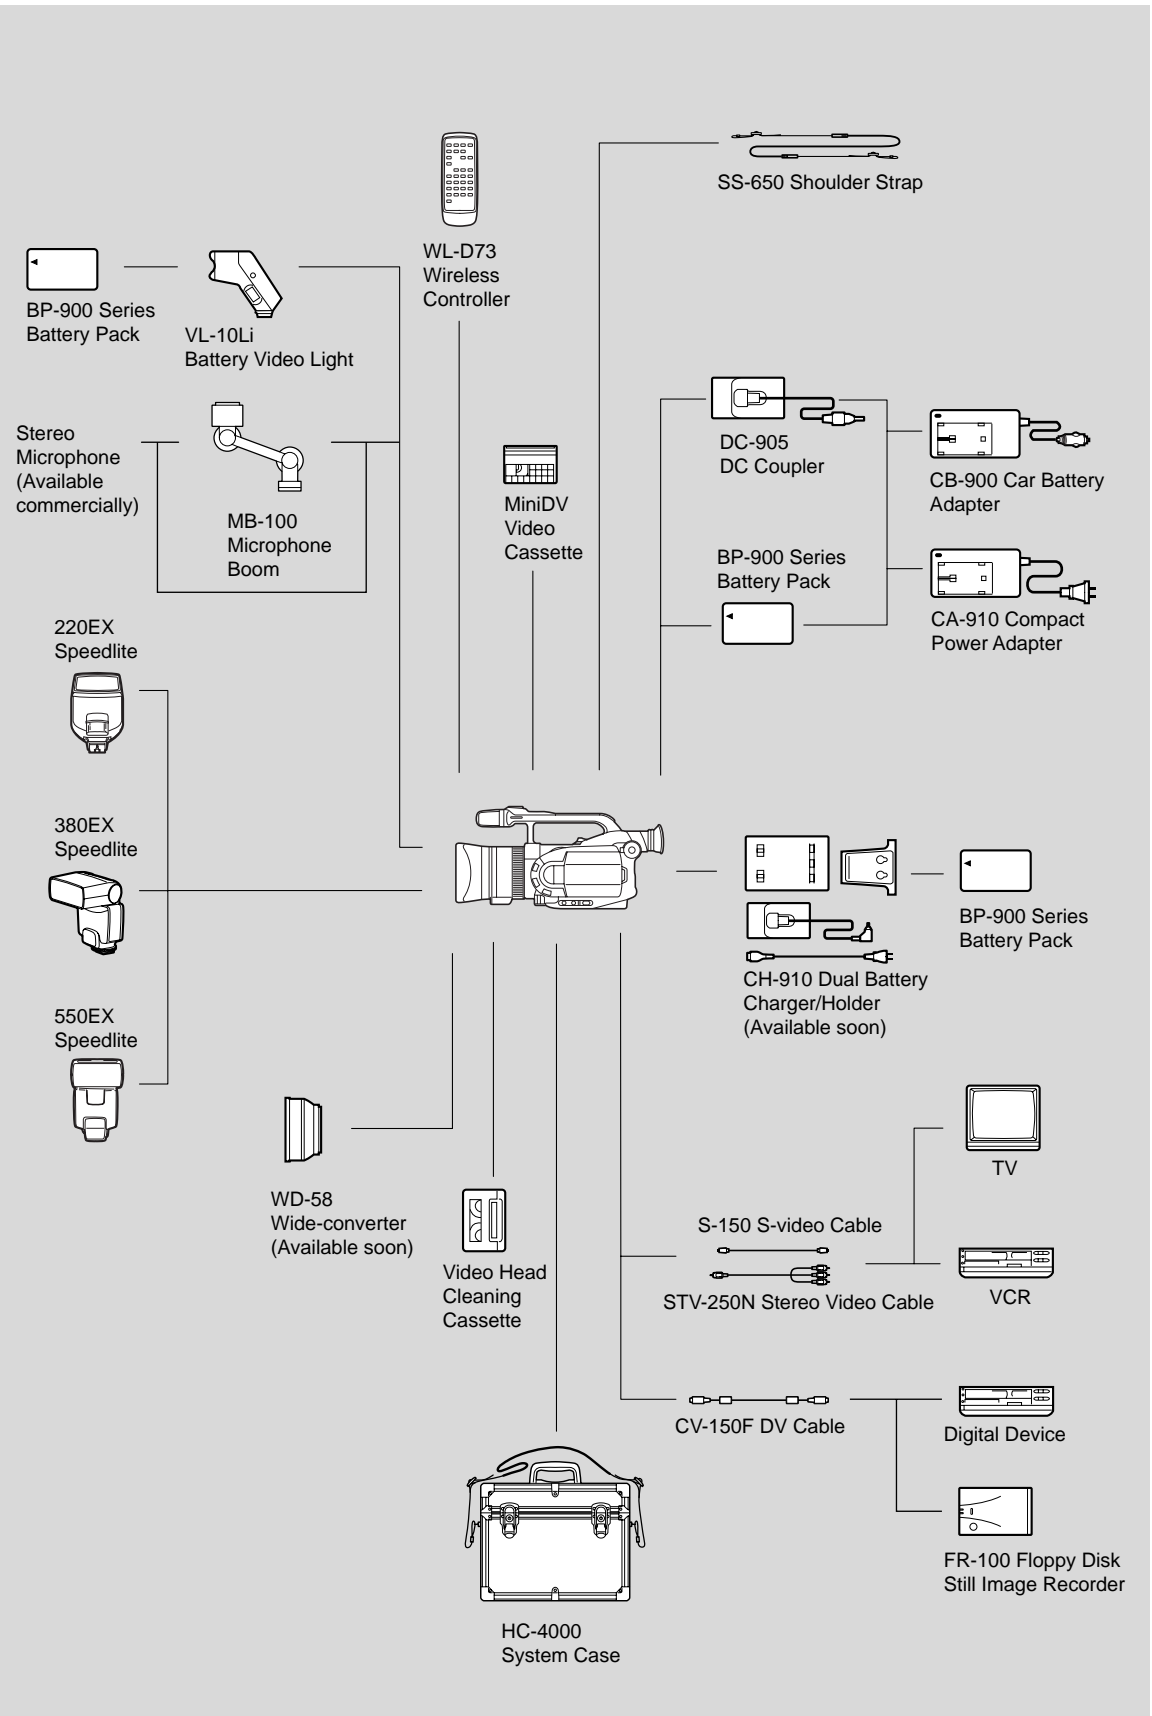 SS-650 Shoulder Strap
WL-D73
Wireless
Controller
BP-900 Series
Battery Pack
VL-10Li
Battery Video Light
Stereo
Microphone
(Available
commercially)
MB-100
Microphone
Boom
MiniDV
Video
Cassette
DC-905
DC Coupler
CB-900 Car Battery
Adapter
BP-900 Series
Battery Pack
CA-910 Compact
Power Adapter
220EX
Speedlite
380EX
Speedlite
550EX
Speedlite
BP-900 Series
Battery Pack
CH-910 Dual Battery
Charger/Holder
(Available soon)
WD-58
Wide-converter
(Available soon)
Video Head
Cleaning
Cassette
TV
S-150 S-video Cable
STV-250N Stereo Video Cable
VCR
CV-150F DV Cable
Digital Device
FR-100 Floppy Disk
Still Image Recorder
HC-4000
System Case